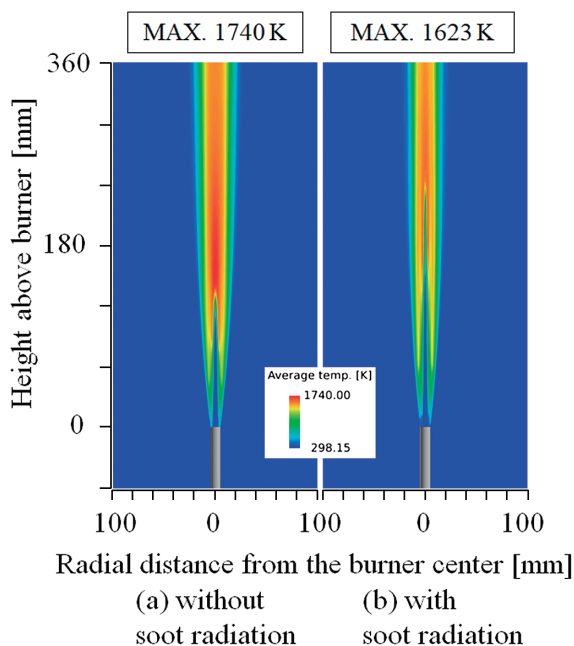 MAX. 1740 K
MAX. 1623 K
360
180
0
Height above burner [mm]
Average temp. [K]
1740.00
298.15
100
0
100
0
100
Radial distance from the burner center [mm]
(a) without
soot radiation
(b) with
soot radiation